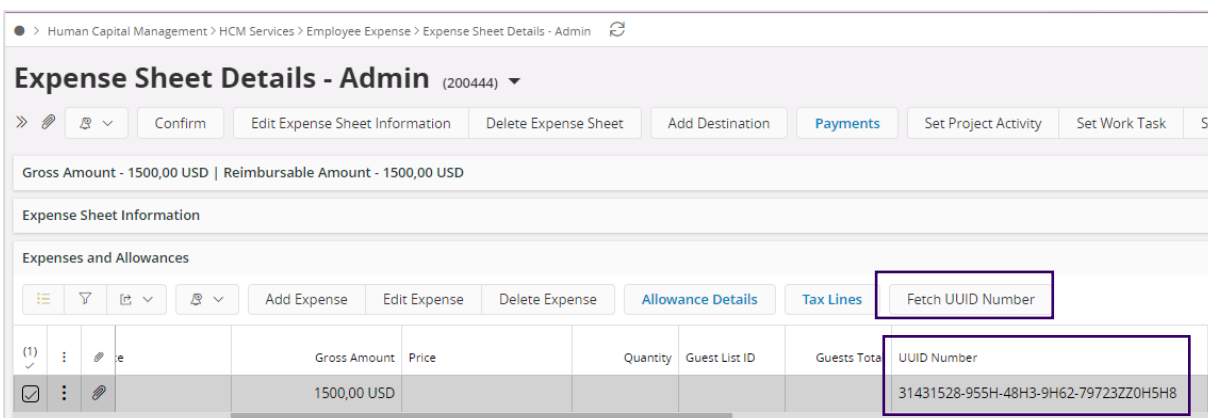 > Human Capital Management > HCM Services > Employee Expense > Expense Sheet Details - Admin
Expense Sheet Details - Admin (200444)
Confirm Edit Expense Sheet Information Delete Expense Sheet Add Destination Payments Set Project Activity Set Work Task S
Gross Amount - 1500,00 USD | Reimbursable Amount - 1500,00 USD
Expense Sheet Information
Expenses and Allowances
Add Expense Edit Expense Delete Expense Allowance Details Tax Lines Fetch UUID Number
(1) te Gross Amount Price Quantity Guest List ID Guests Total UUID Number
1500,00 USD 31431528-955H-48H3-9H62-79723ZZ0H5H8